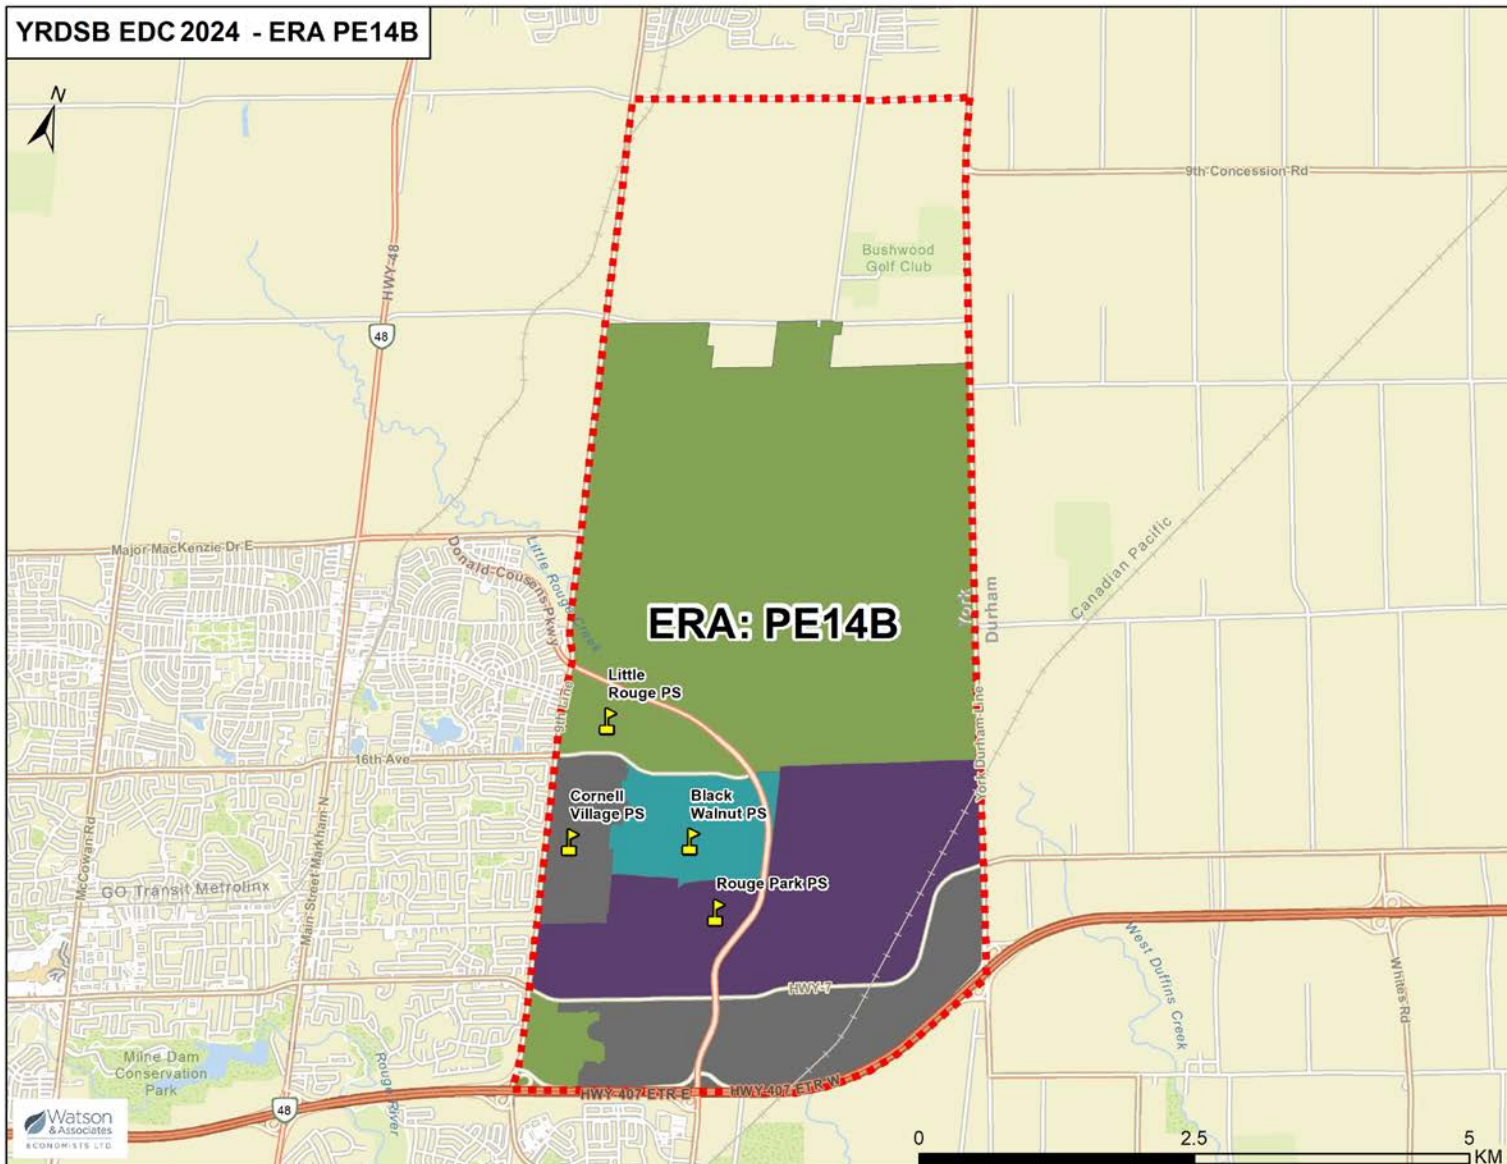 YRDSB EDC 2024 - ERA PE14B
N
9th Concession Rd
HWY 48
Bushwood
Golf Club
48
Major MacKenzie Dr E
Donald Cousens Pkwy
Little Rouge Creek
Canadian Pacific
York
Durham
ERA: PE14B
Little
Rouge PS
9th Line
York Durham Line
16th Ave
Cornell
Village PS
Black
Walnut PS
McCowan Rd
Main Street Markham N
GO Transit Metrolinx
Rouge Park PS
West Duffins Creek
Whites Rd
HWY 7
Milne Dam
Conservation
Park
Rouge River
HWY 407 ETR E
HWY 407 ETR W
48
Watson
& Associates
ECONOMISTS LTD.
0 2.5 5
KM